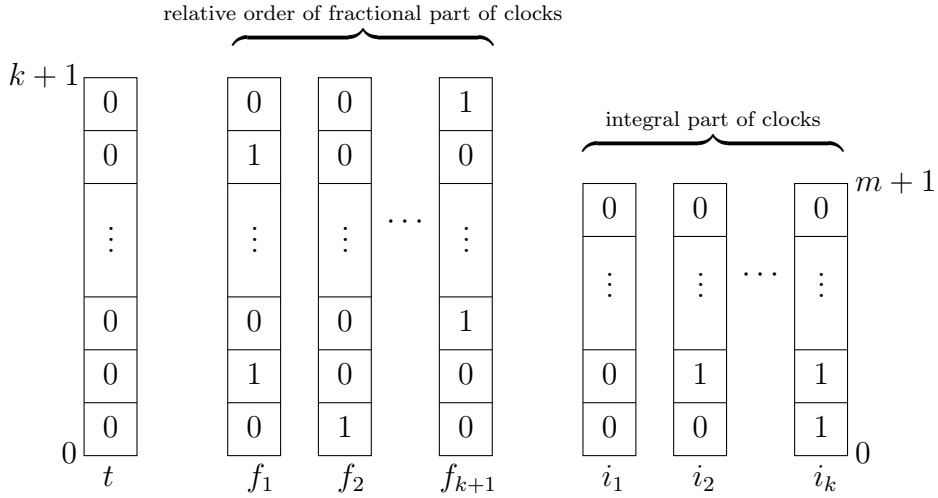 relative order of fractional part of clocks
k + 1
0 0 0 1
integral part of clocks
0 1 0 0
m + 1
0 0 0
⋮ ⋮ ⋮ ⋯ ⋮
⋮ ⋮ ⋯ ⋮
0 0 0 1
0 1 0 0 0 1 1
0 0 1 0 0 0 1
0 0
t f₁ f₂ fₖ₊₁ i₁ i₂ iₖ